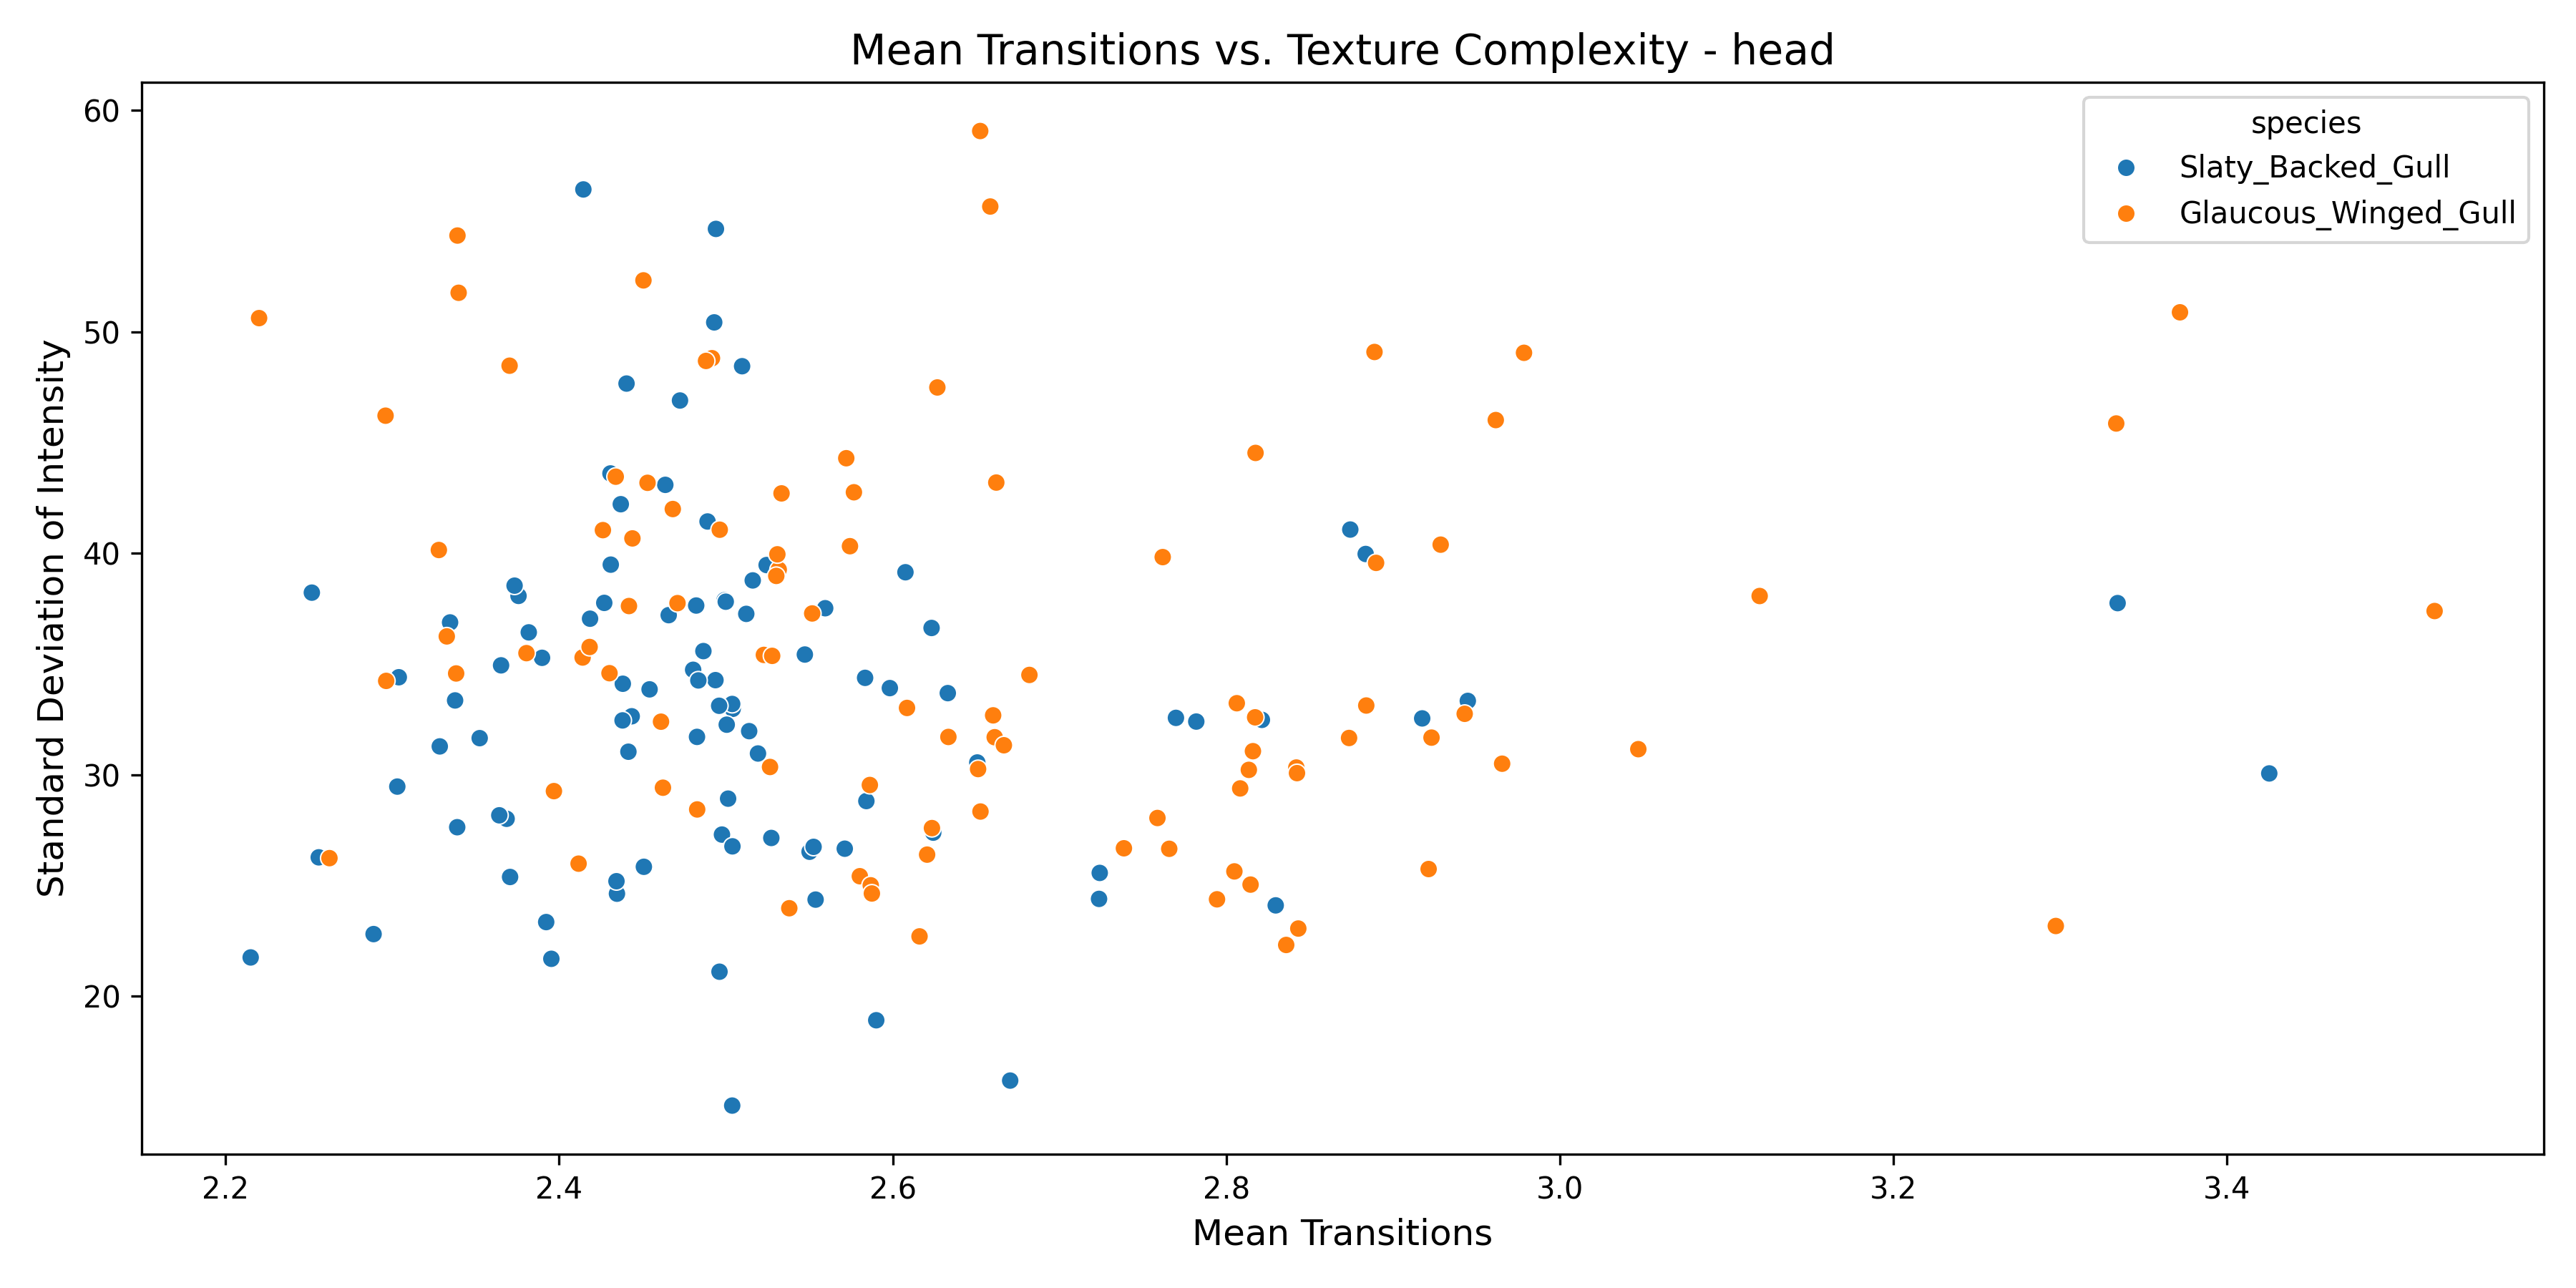 Mean Transitions vs. Texture Complexity - head
species
Slaty_Backed_Gull
Glaucous_Winged_Gull
Standard Deviation of Intensity
60
50
40
30
20
2.2 2.4 2.6 2.8 3.0 3.2 3.4
Mean Transitions